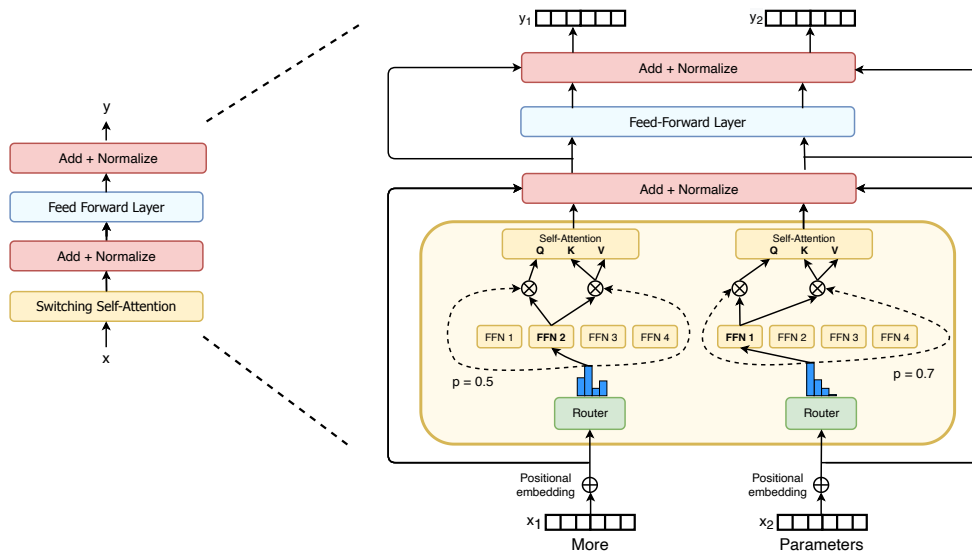 y
Add + Normalize
Feed Forward Layer
Add + Normalize
Switching Self-Attention
x
y1
y2
Add + Normalize
Feed-Forward Layer
Add + Normalize
Self-Attention
Q K V
Self-Attention
Q K V
FFN 1 FFN 2 FFN 3 FFN 4
FFN 1 FFN 2 FFN 3 FFN 4
p = 0.5
p = 0.7
Router
Router
Positional
embedding
Positional
embedding
x1
x2
More
Parameters